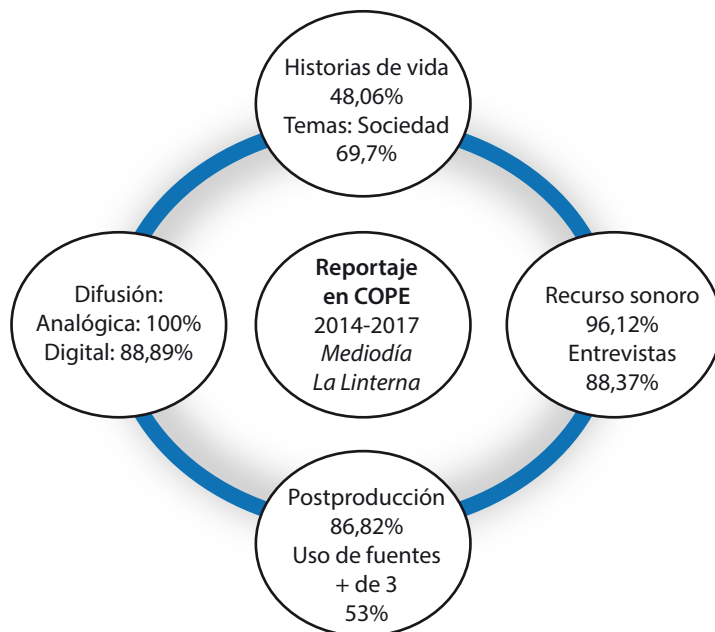 Historias de vida
48,06%
Temas: Sociedad
69,7%
Difusión:
Analógica: 100%
Digital: 88,89%
Reportaje
en COPE
2014-2017
Mediodía
La Linterna
Recurso sonoro
96,12%
Entrevistas
88,37%
Postproducción
86,82%
Uso de fuentes
+ de 3
53%